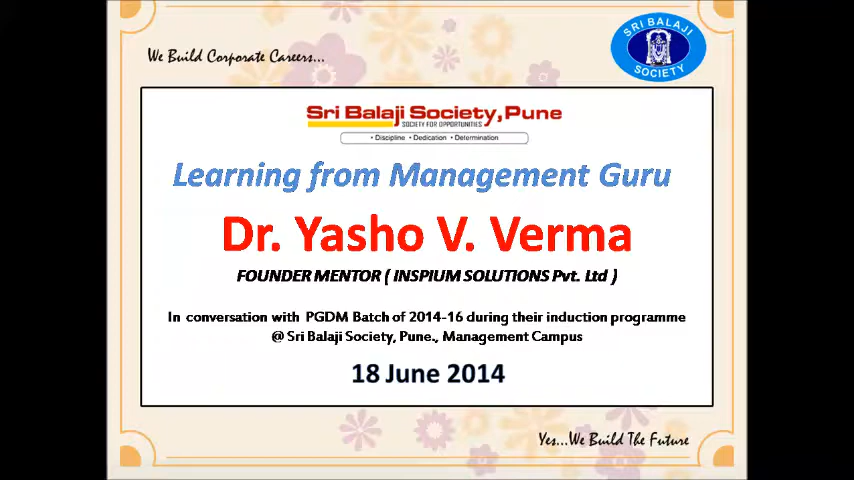 We Build Corporate Careers...
SRI BALAJI
SOCIETY
Sri Balaji Society,Pune
SOCIETY FOR OPPORTUNITIES
• Discipline • Dedication • Determination
Learning from Management Guru
Dr. Yasho V. Verma
FOUNDER MENTOR ( INSPIUM SOLUTIONS Pvt. Ltd )
In conversation with PGDM Batch of 2014-16 during their induction programme
@ Sri Balaji Society, Pune., Management Campus
18 June 2014
Yes...We Build The Future